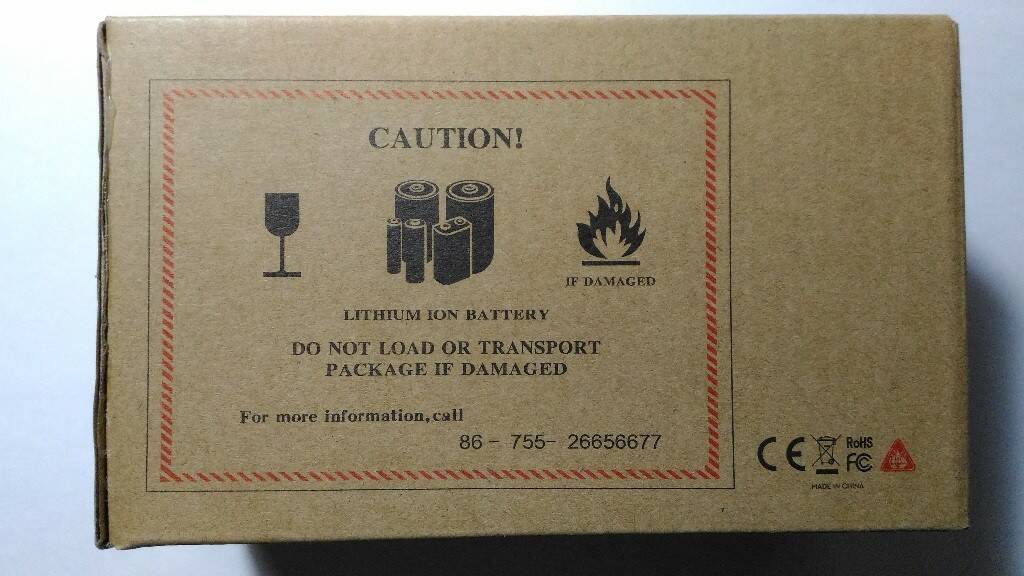 CAUTION!
IF DAMAGED
LITHIUM ION BATTERY
DO NOT LOAD OR TRANSPORT
PACKAGE IF DAMAGED
For more information,call
86 - 755- 26656677
CE RoHS
FC
MADE IN CHINA